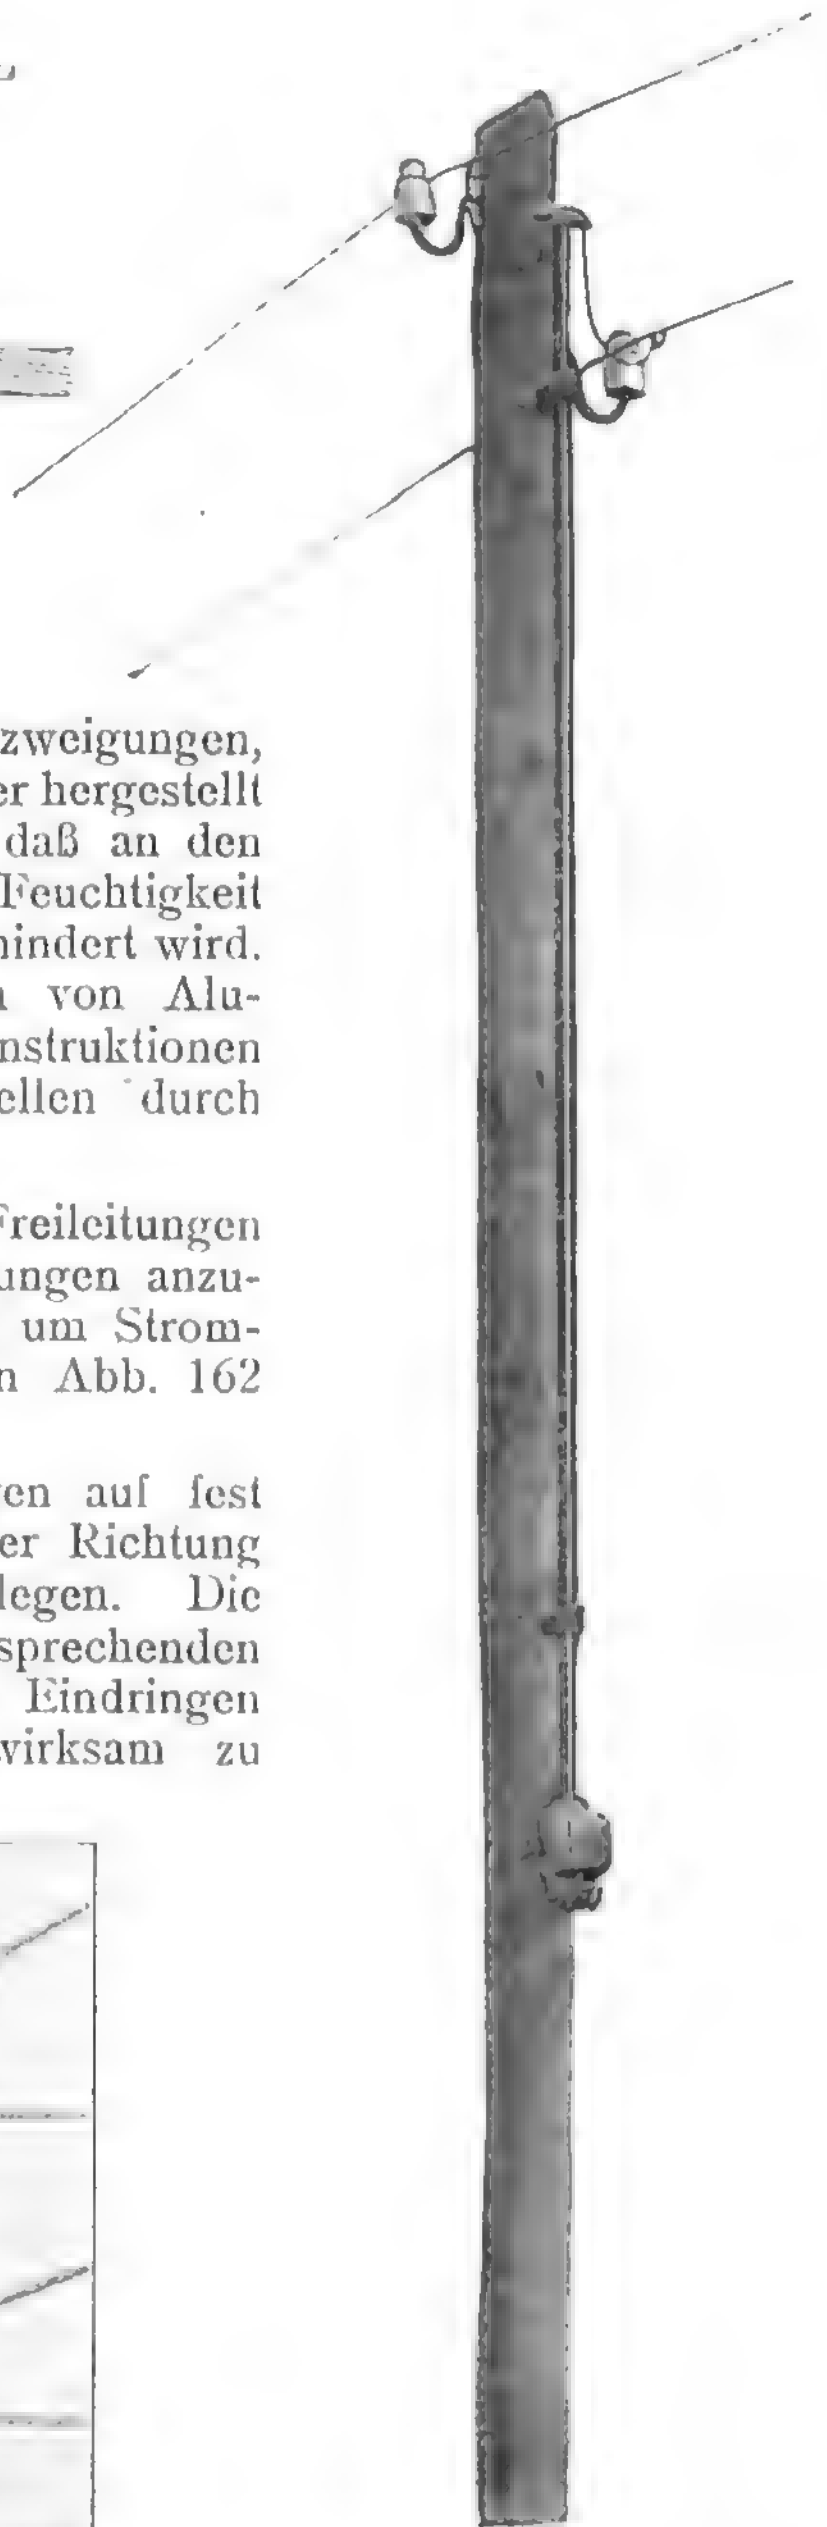 zweigungen,
er hergestellt
daß an den
Feuchtigkeit
hindert wird.
von Alu-
nstruktionen
ellen durch
Freileitungen
ungen anzu-
um Strom-
n Abb. 162
en auf fest
er Richtung
legen. Die
sprechenden
Eindringen
wirksam zu